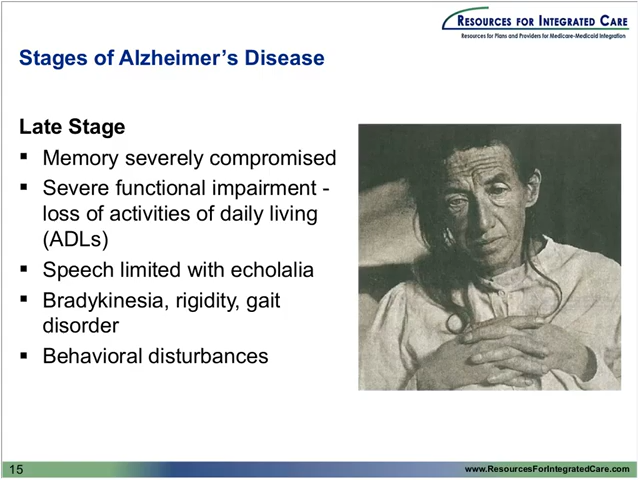 RESOURCES FOR INTEGRATED CARE
Resources for Plans and Providers for Medicare-Medicaid Integration
Stages of Alzheimer’s Disease
Late Stage
▪ Memory severely compromised
▪ Severe functional impairment -
loss of activities of daily living
(ADLs)
▪ Speech limited with echolalia
▪ Bradykinesia, rigidity, gait
disorder
▪ Behavioral disturbances
15
www.ResourcesForIntegratedCare.com